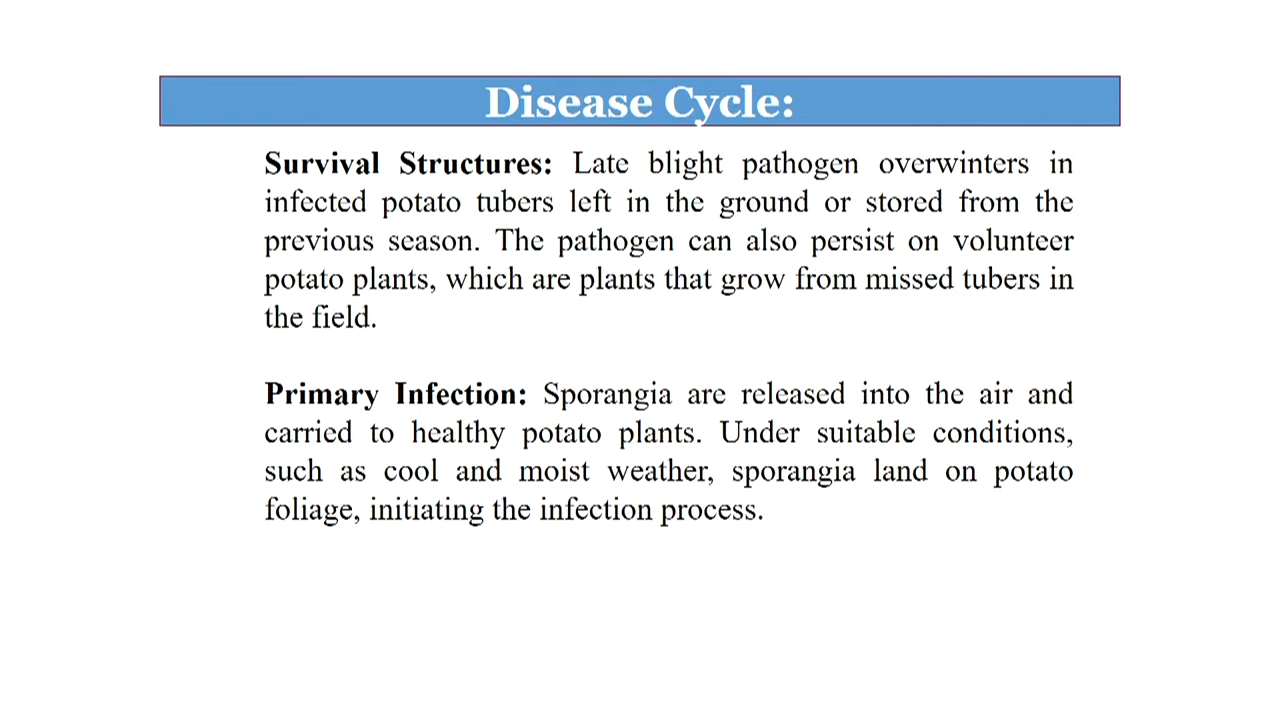 Disease Cycle:
Survival Structures: Late blight pathogen overwinters in
infected potato tubers left in the ground or stored from the
previous season. The pathogen can also persist on volunteer
potato plants, which are plants that grow from missed tubers in
the field.
Primary Infection: Sporangia are released into the air and
carried to healthy potato plants. Under suitable conditions,
such as cool and moist weather, sporangia land on potato
foliage, initiating the infection process.